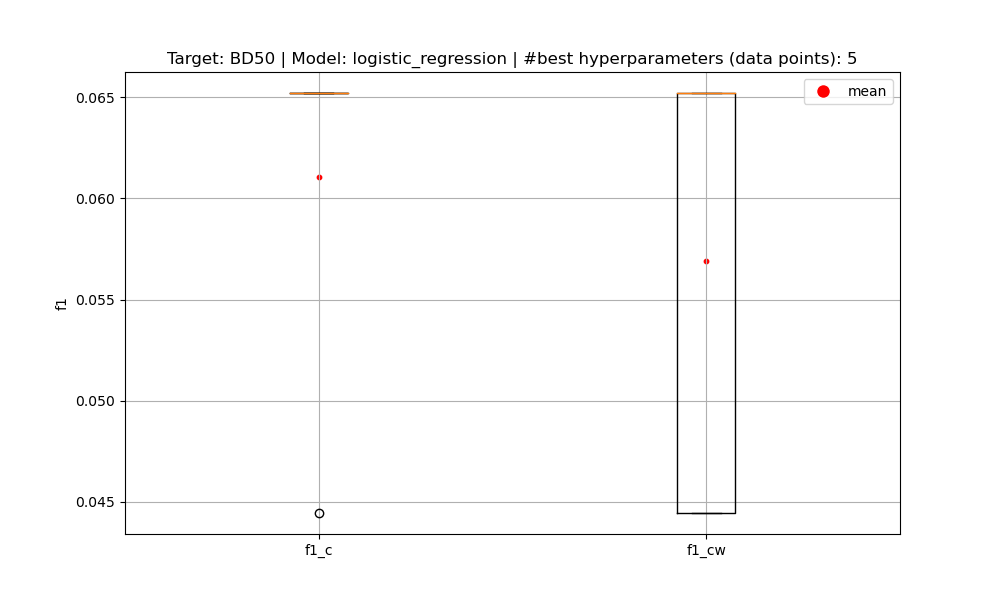 Target: BD50 | Model: logistic_regression | #best hyperparameters (data points): 5
mean
0.065
0.060
0.055
0.050
0.045
f1
f1_c
f1_cw